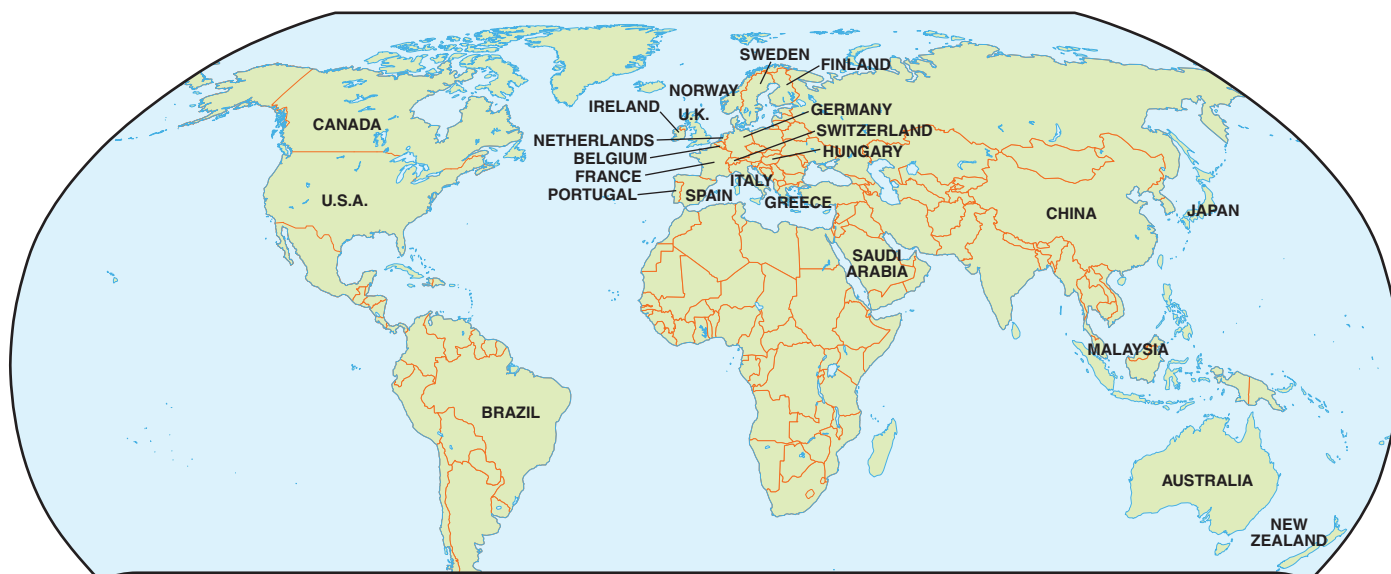 SWEDEN
FINLAND
NORWAY
IRELAND
U.K.
GERMANY
CANADA
SWITZERLAND
NETHERLANDS
HUNGARY
BELGIUM
FRANCE
ITALY
PORTUGAL
SPAIN
U.S.A.
GREECE
CHINA
JAPAN
SAUDI
ARABIA
MALAYSIA
BRAZIL
AUSTRALIA
NEW
ZEALAND